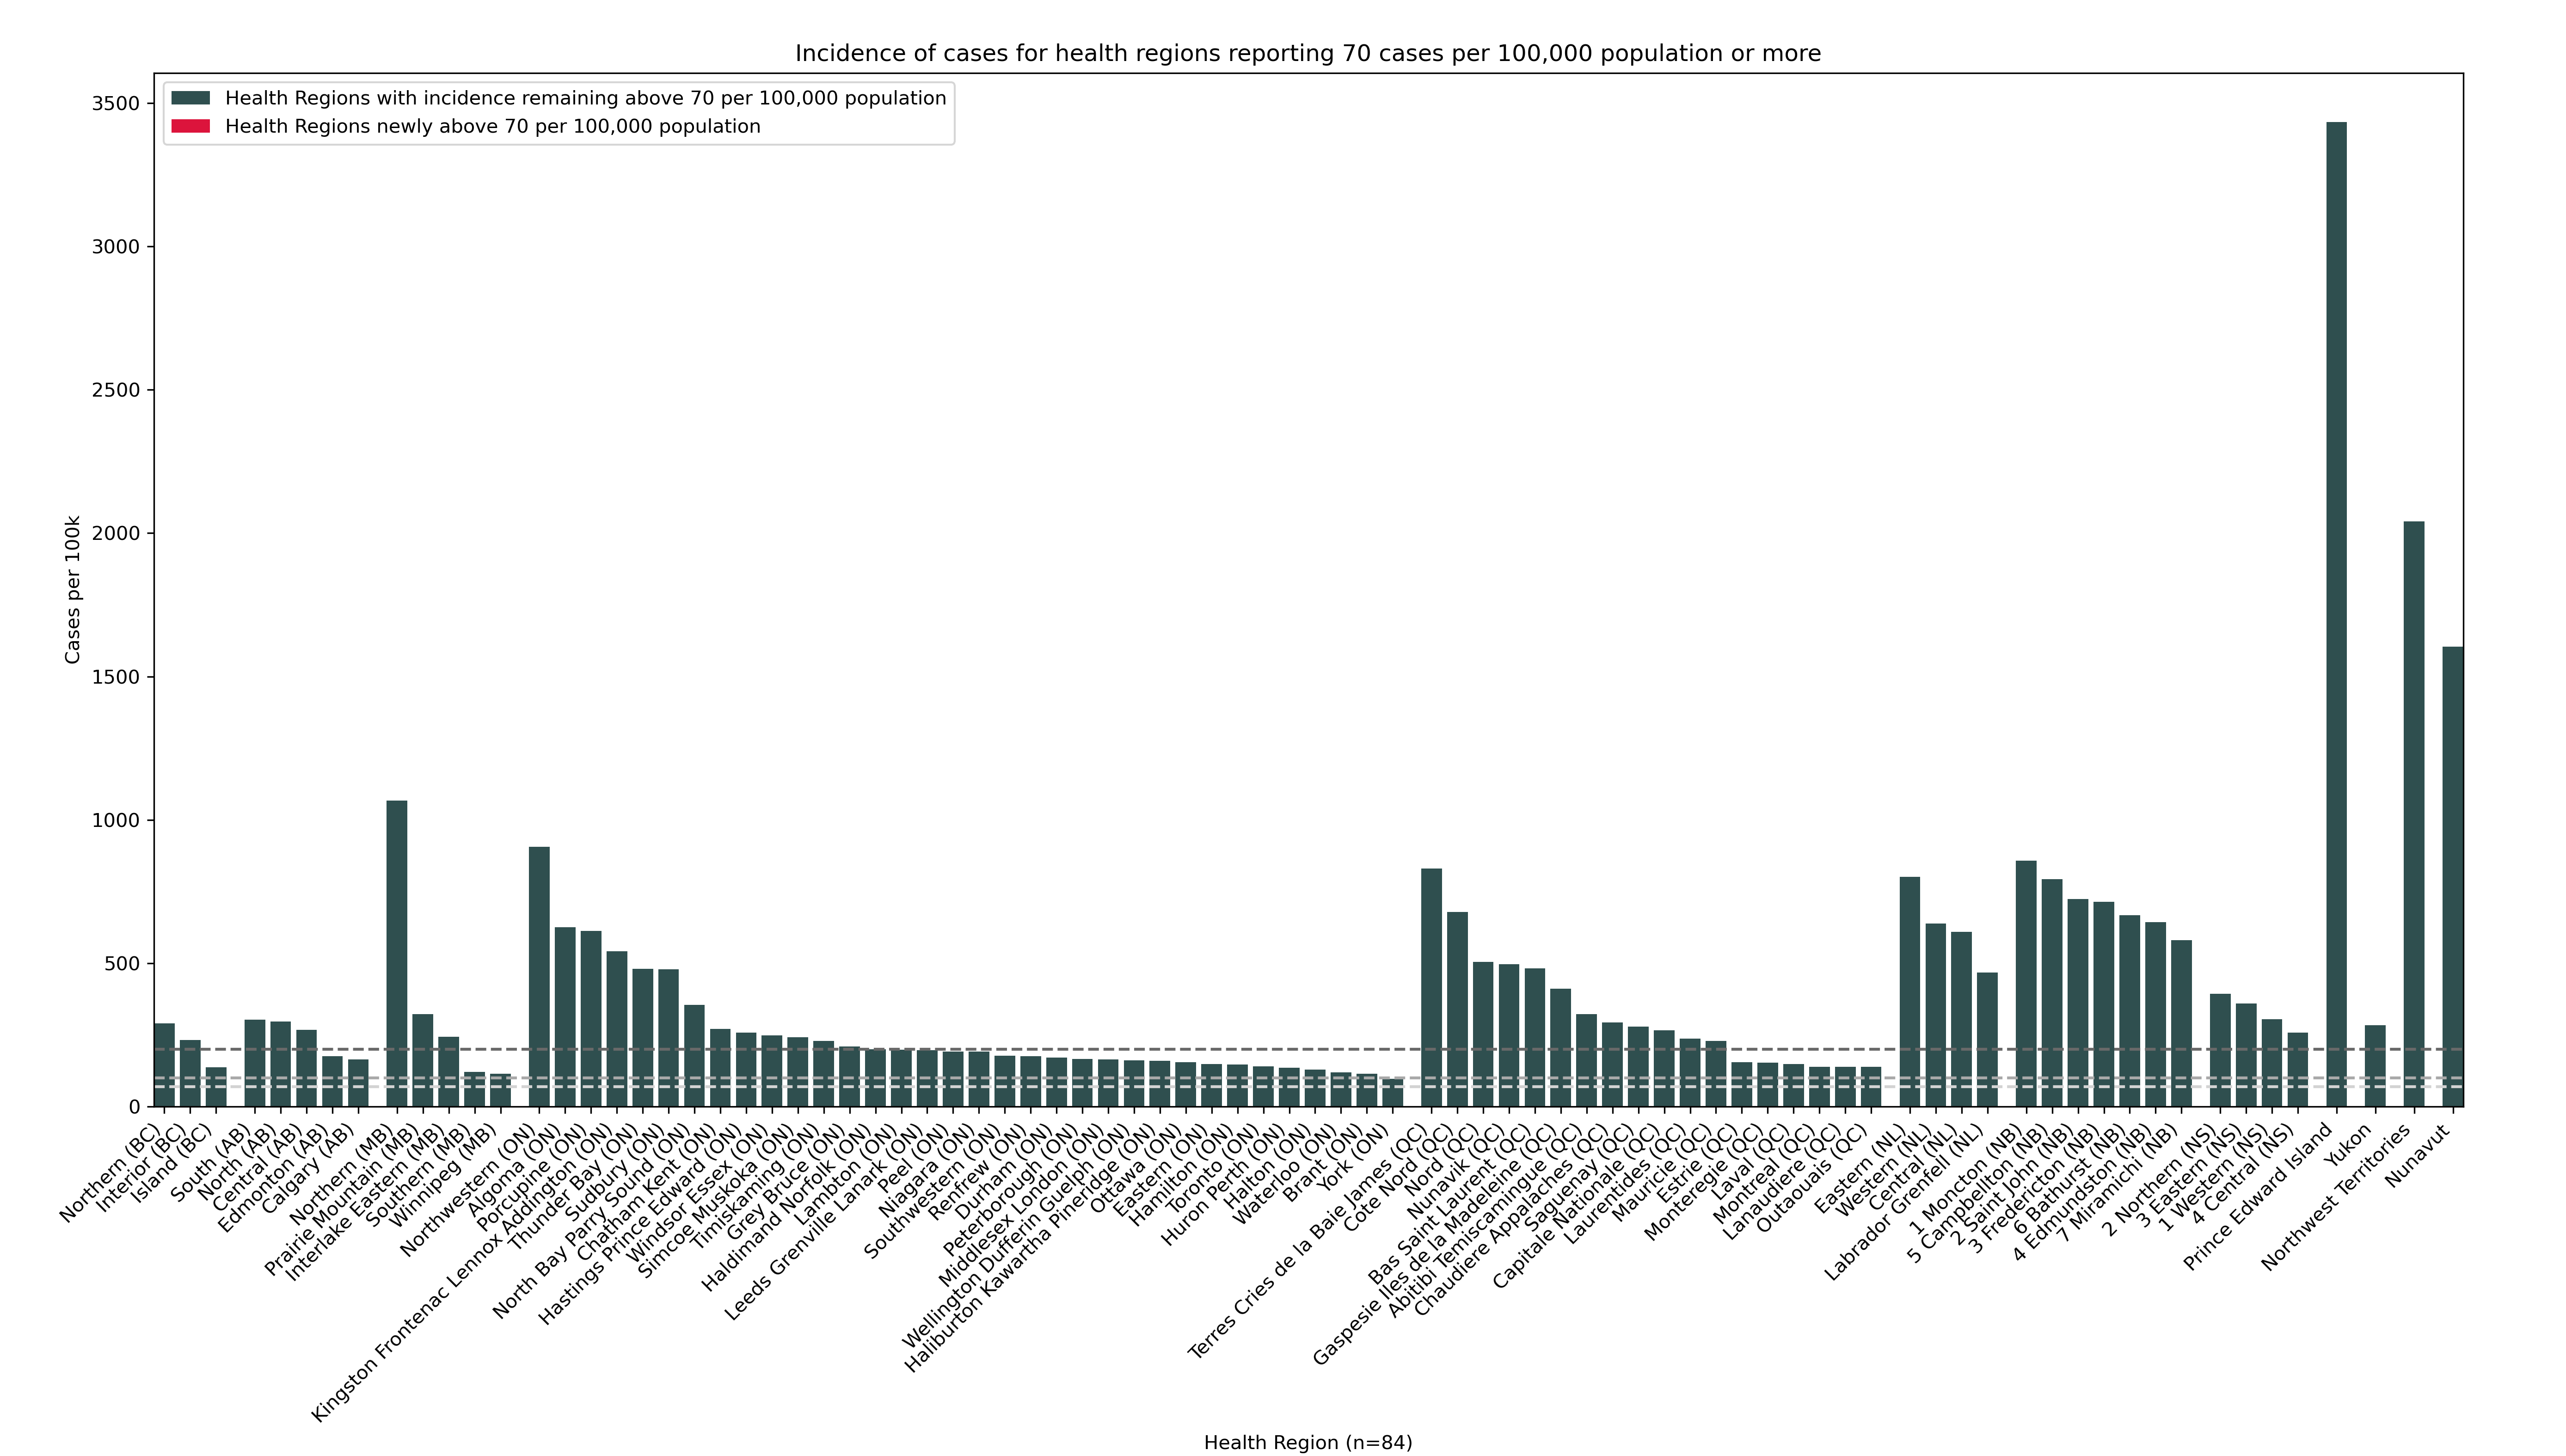 Incidence of cases for health regions reporting 70 cases per 100,000 population or more
Health Regions with incidence remaining above 70 per 100,000 population
Health Regions newly above 70 per 100,000 population
3500
3000
2500
2000
1500
1000
500
0
Cases per 100k
Northern (BC)
Interior (BC)
Island (BC)
South (AB)
North (AB)
Central (AB)
Edmonton (AB)
Calgary (AB)
Northern (MB)
Prairie Mountain (MB)
Interlake Eastern (MB)
Southern (MB)
Winnipeg (MB)
Northwestern (ON)
Algoma (ON)
Porcupine (ON)
Kingston Frontenac Lennox Addington (ON)
Thunder Bay (ON)
Sudbury (ON)
North Bay Parry Sound (ON)
Chatham Kent (ON)
Hastings Prince Edward (ON)
Windsor Essex (ON)
Simcoe Muskoka (ON)
Timiskaming (ON)
Grey Bruce (ON)
Haldimand Norfolk (ON)
Lambton (ON)
Leeds Grenville Lanark (ON)
Peel (ON)
Niagara (ON)
Southwestern (ON)
Renfrew (ON)
Durham (ON)
Peterborough (ON)
Middlesex London (ON)
Wellington Dufferin Guelph (ON)
Haliburton Kawartha Pineridge (ON)
Ottawa (ON)
Eastern (ON)
Hamilton (ON)
Toronto (ON)
Huron Perth (ON)
Halton (ON)
Waterloo (ON)
Brant (ON)
York (ON)
Terres Cries de la Baie James (QC)
Cote Nord (QC)
Nord (QC)
Nunavik (QC)
Bas Saint Laurent (QC)
Gaspesie Iles de la Madeleine (QC)
Abitibi Temiscamingue (QC)
Chaudiere Appalaches (QC)
Saguenay (QC)
Capitale Nationale (QC)
Laurentides (QC)
Mauricie (QC)
Estrie (QC)
Monteregie (QC)
Laval (QC)
Montreal (QC)
Lanaudiere (QC)
Outaouais (QC)
Eastern (NL)
Western (NL)
Central (NL)
Labrador Grenfell (NL)
1 Moncton (NB)
5 Campbellton (NB)
2 Saint John (NB)
3 Fredericton (NB)
6 Bathurst (NB)
4 Edmundston (NB)
7 Miramichi (NB)
2 Northern (NS)
3 Eastern (NS)
1 Western (NS)
4 Central (NS)
Prince Edward Island
Yukon
Northwest Territories
Nunavut
Health Region (n=84)